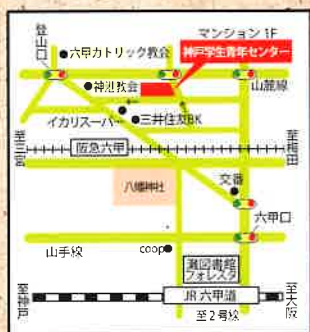 マンション 1F
神戸学生青年センター
登山口
●六甲カトリック教会
●神港教会
山麓線
イカリスーパー
●三井住友BK
至三宮
阪急六甲
至梅田
八幡神社
交番
六甲口
山手線
coop●
灘図書館
フォレスタ
至神戸
JR 六甲道
至大阪
至2号線